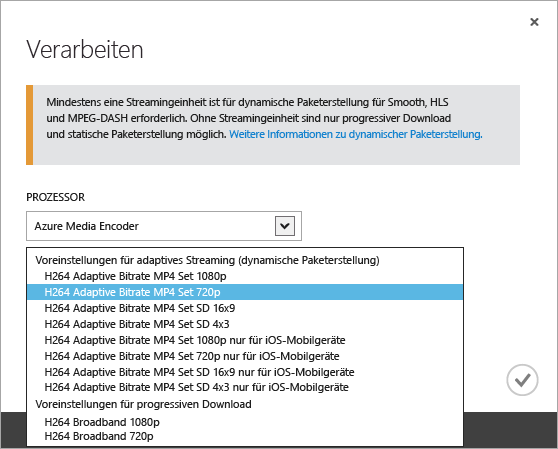 Verarbeiten
Mindestens eine Streamingeinheit ist für dynamische Paketerstellung für Smooth, HLS
und MPEG-DASH erforderlich. Ohne Streamingeinheit sind nur progressiver Download
und statische Paketerstellung möglich. Weitere Informationen zu dynamischer Paketerstellung.
PROZESSOR
Azure Media Encoder
Voreinstellungen für adaptives Streaming (dynamische Paketerstellung)
H264 Adaptive Bitrate MP4 Set 1080p
H264 Adaptive Bitrate MP4 Set 720p
H264 Adaptive Bitrate MP4 Set SD 16x9
H264 Adaptive Bitrate MP4 Set SD 4x3
H264 Adaptive Bitrate MP4 Set 1080p nur für iOS-Mobilgeräte
H264 Adaptive Bitrate MP4 Set 720p nur für iOS-Mobilgeräte
H264 Adaptive Bitrate MP4 Set SD 16x9 nur für iOS-Mobilgeräte
H264 Adaptive Bitrate MP4 Set SD 4x3 nur für iOS-Mobilgeräte
Voreinstellungen für progressiven Download
H264 Broadband 1080p
H264 Broadband 720p